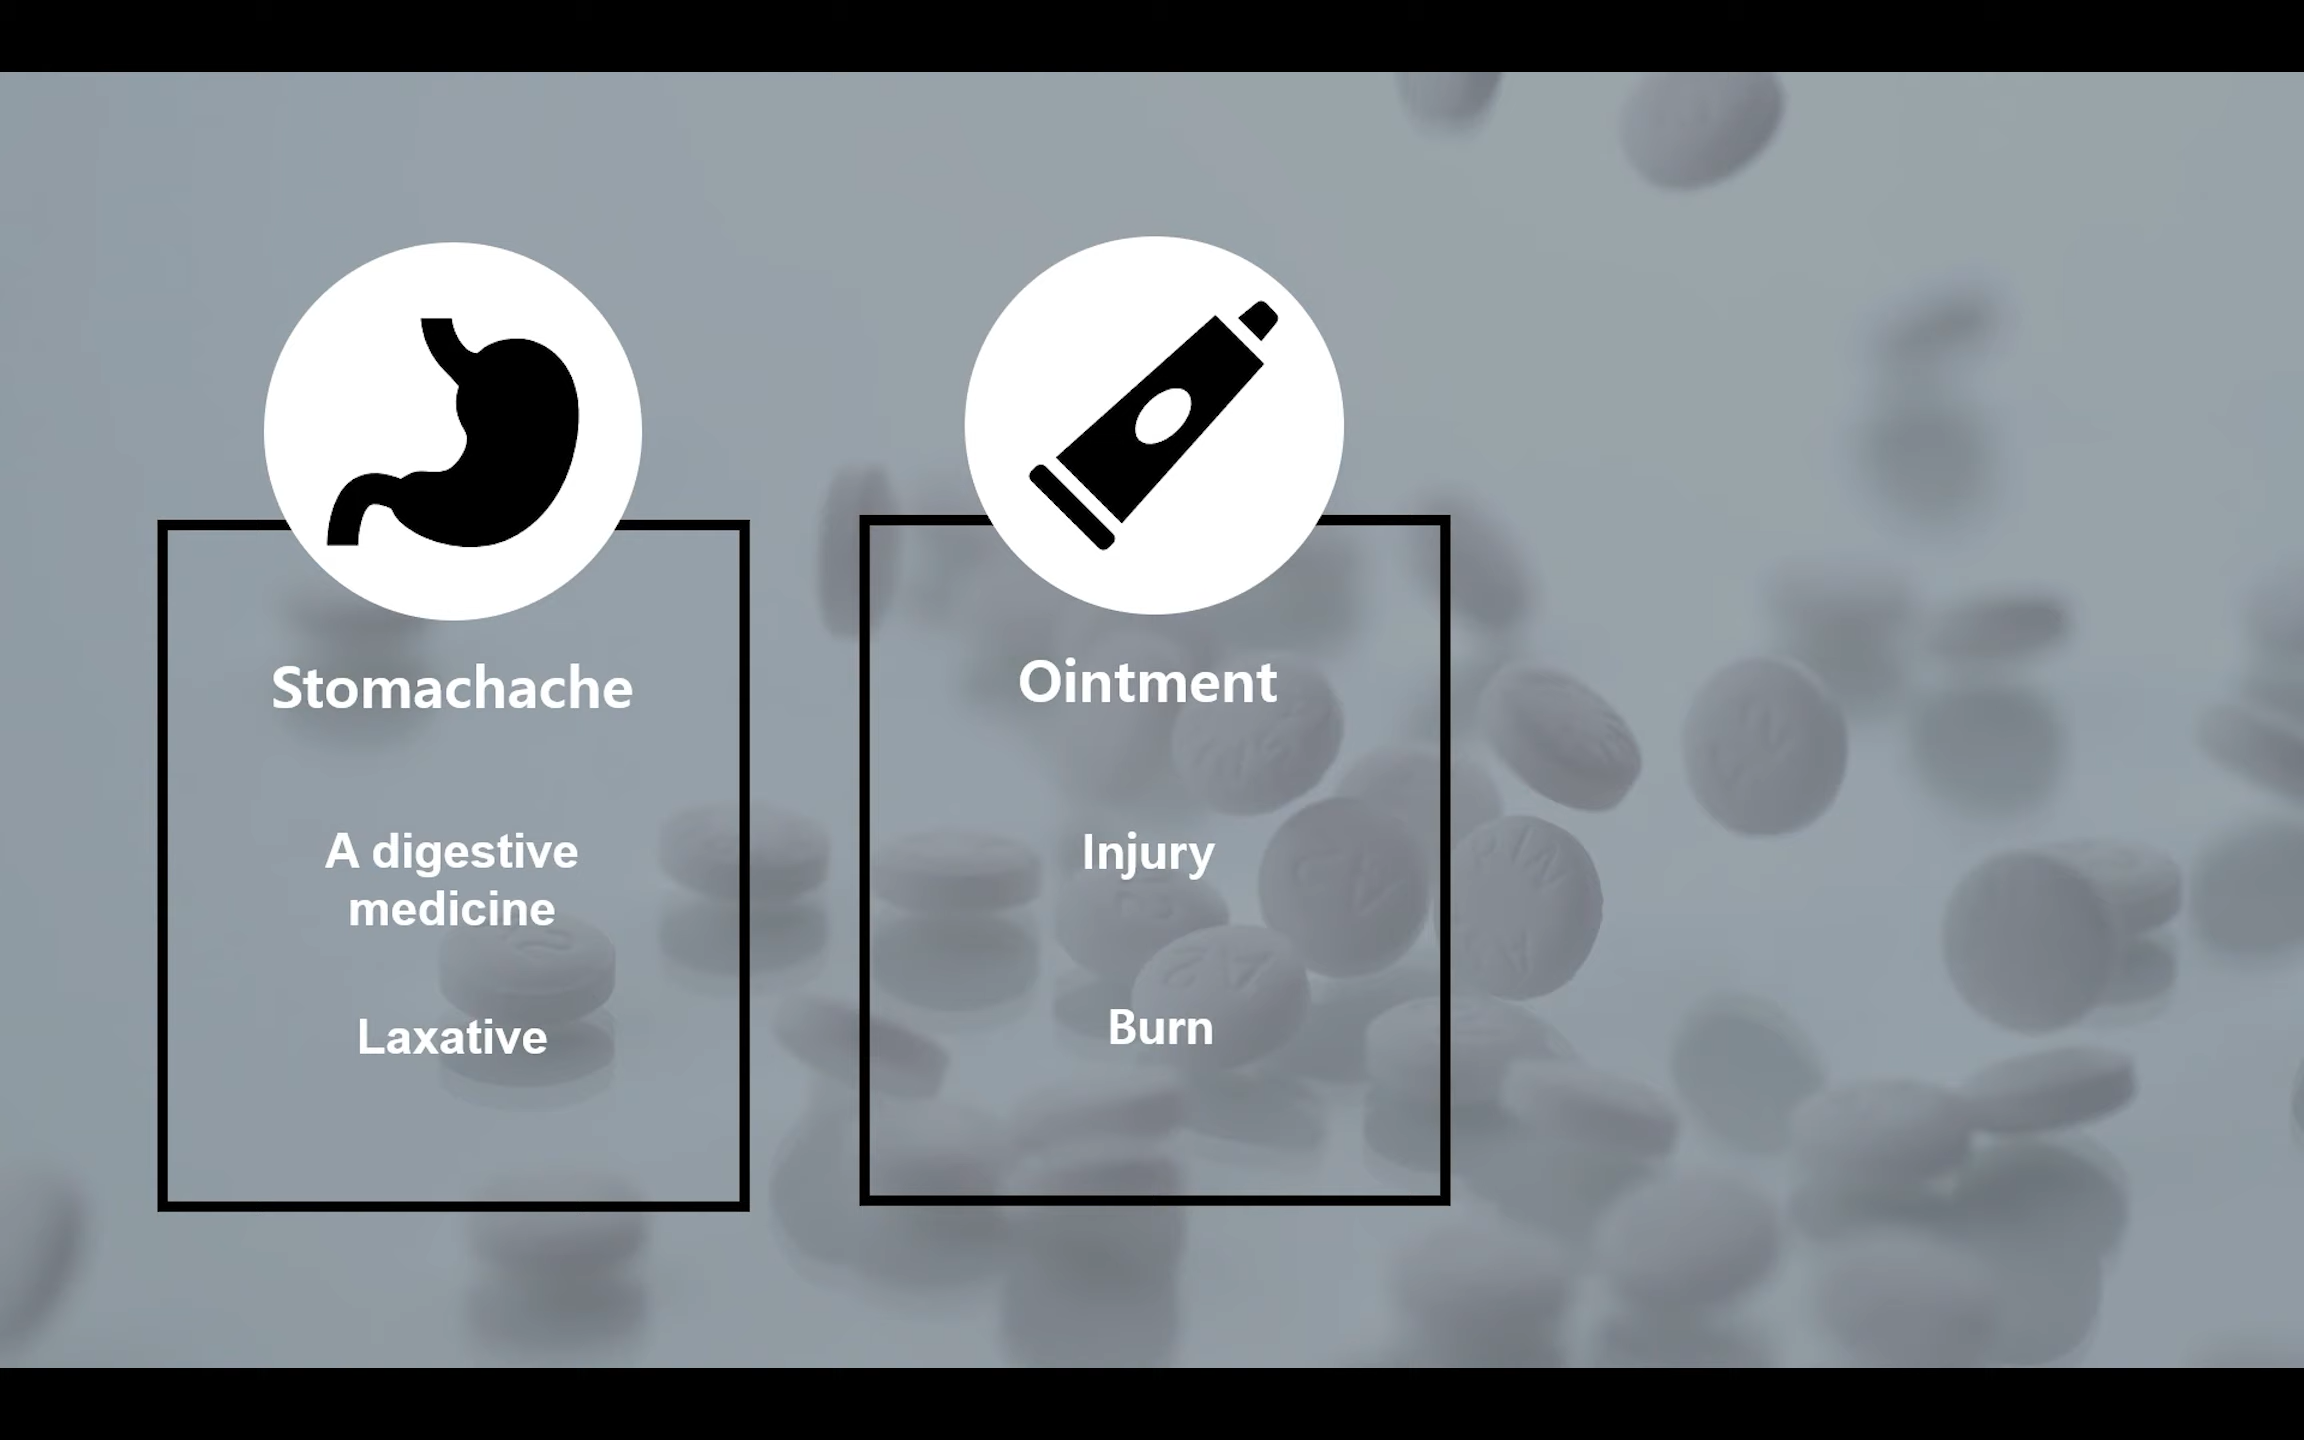 Stomachache
A digestive
medicine
Laxative
Ointment
Injury
Burn